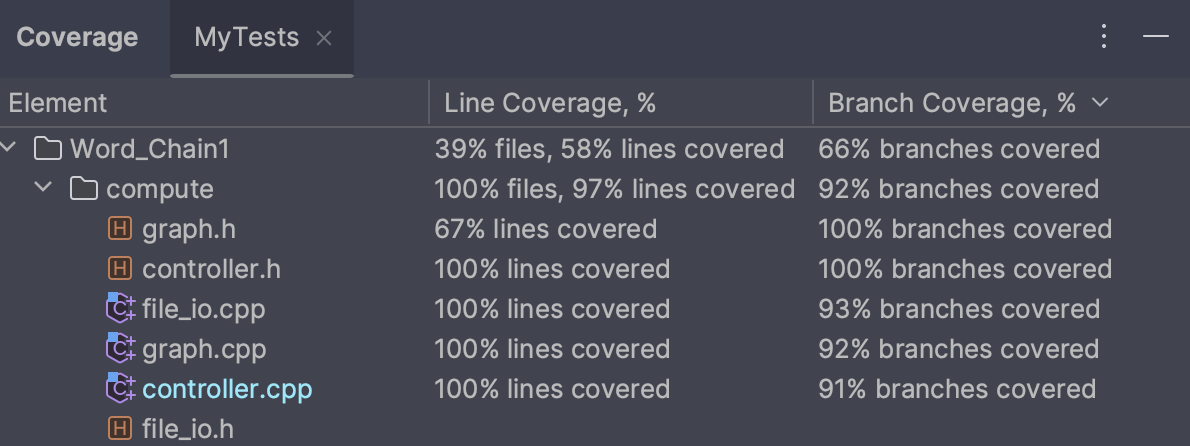 Coverage MyTests
Element Line Coverage, % Branch Coverage, %
Word_Chain1 39% files, 58% lines covered 66% branches covered
compute 100% files, 97% lines covered 92% branches covered
H graph.h 67% lines covered 100% branches covered
H controller.h 100% lines covered 100% branches covered
C++ file_io.cpp 100% lines covered 93% branches covered
C++ graph.cpp 100% lines covered 92% branches covered
C++ controller.cpp 100% lines covered 91% branches covered
H file_io.h